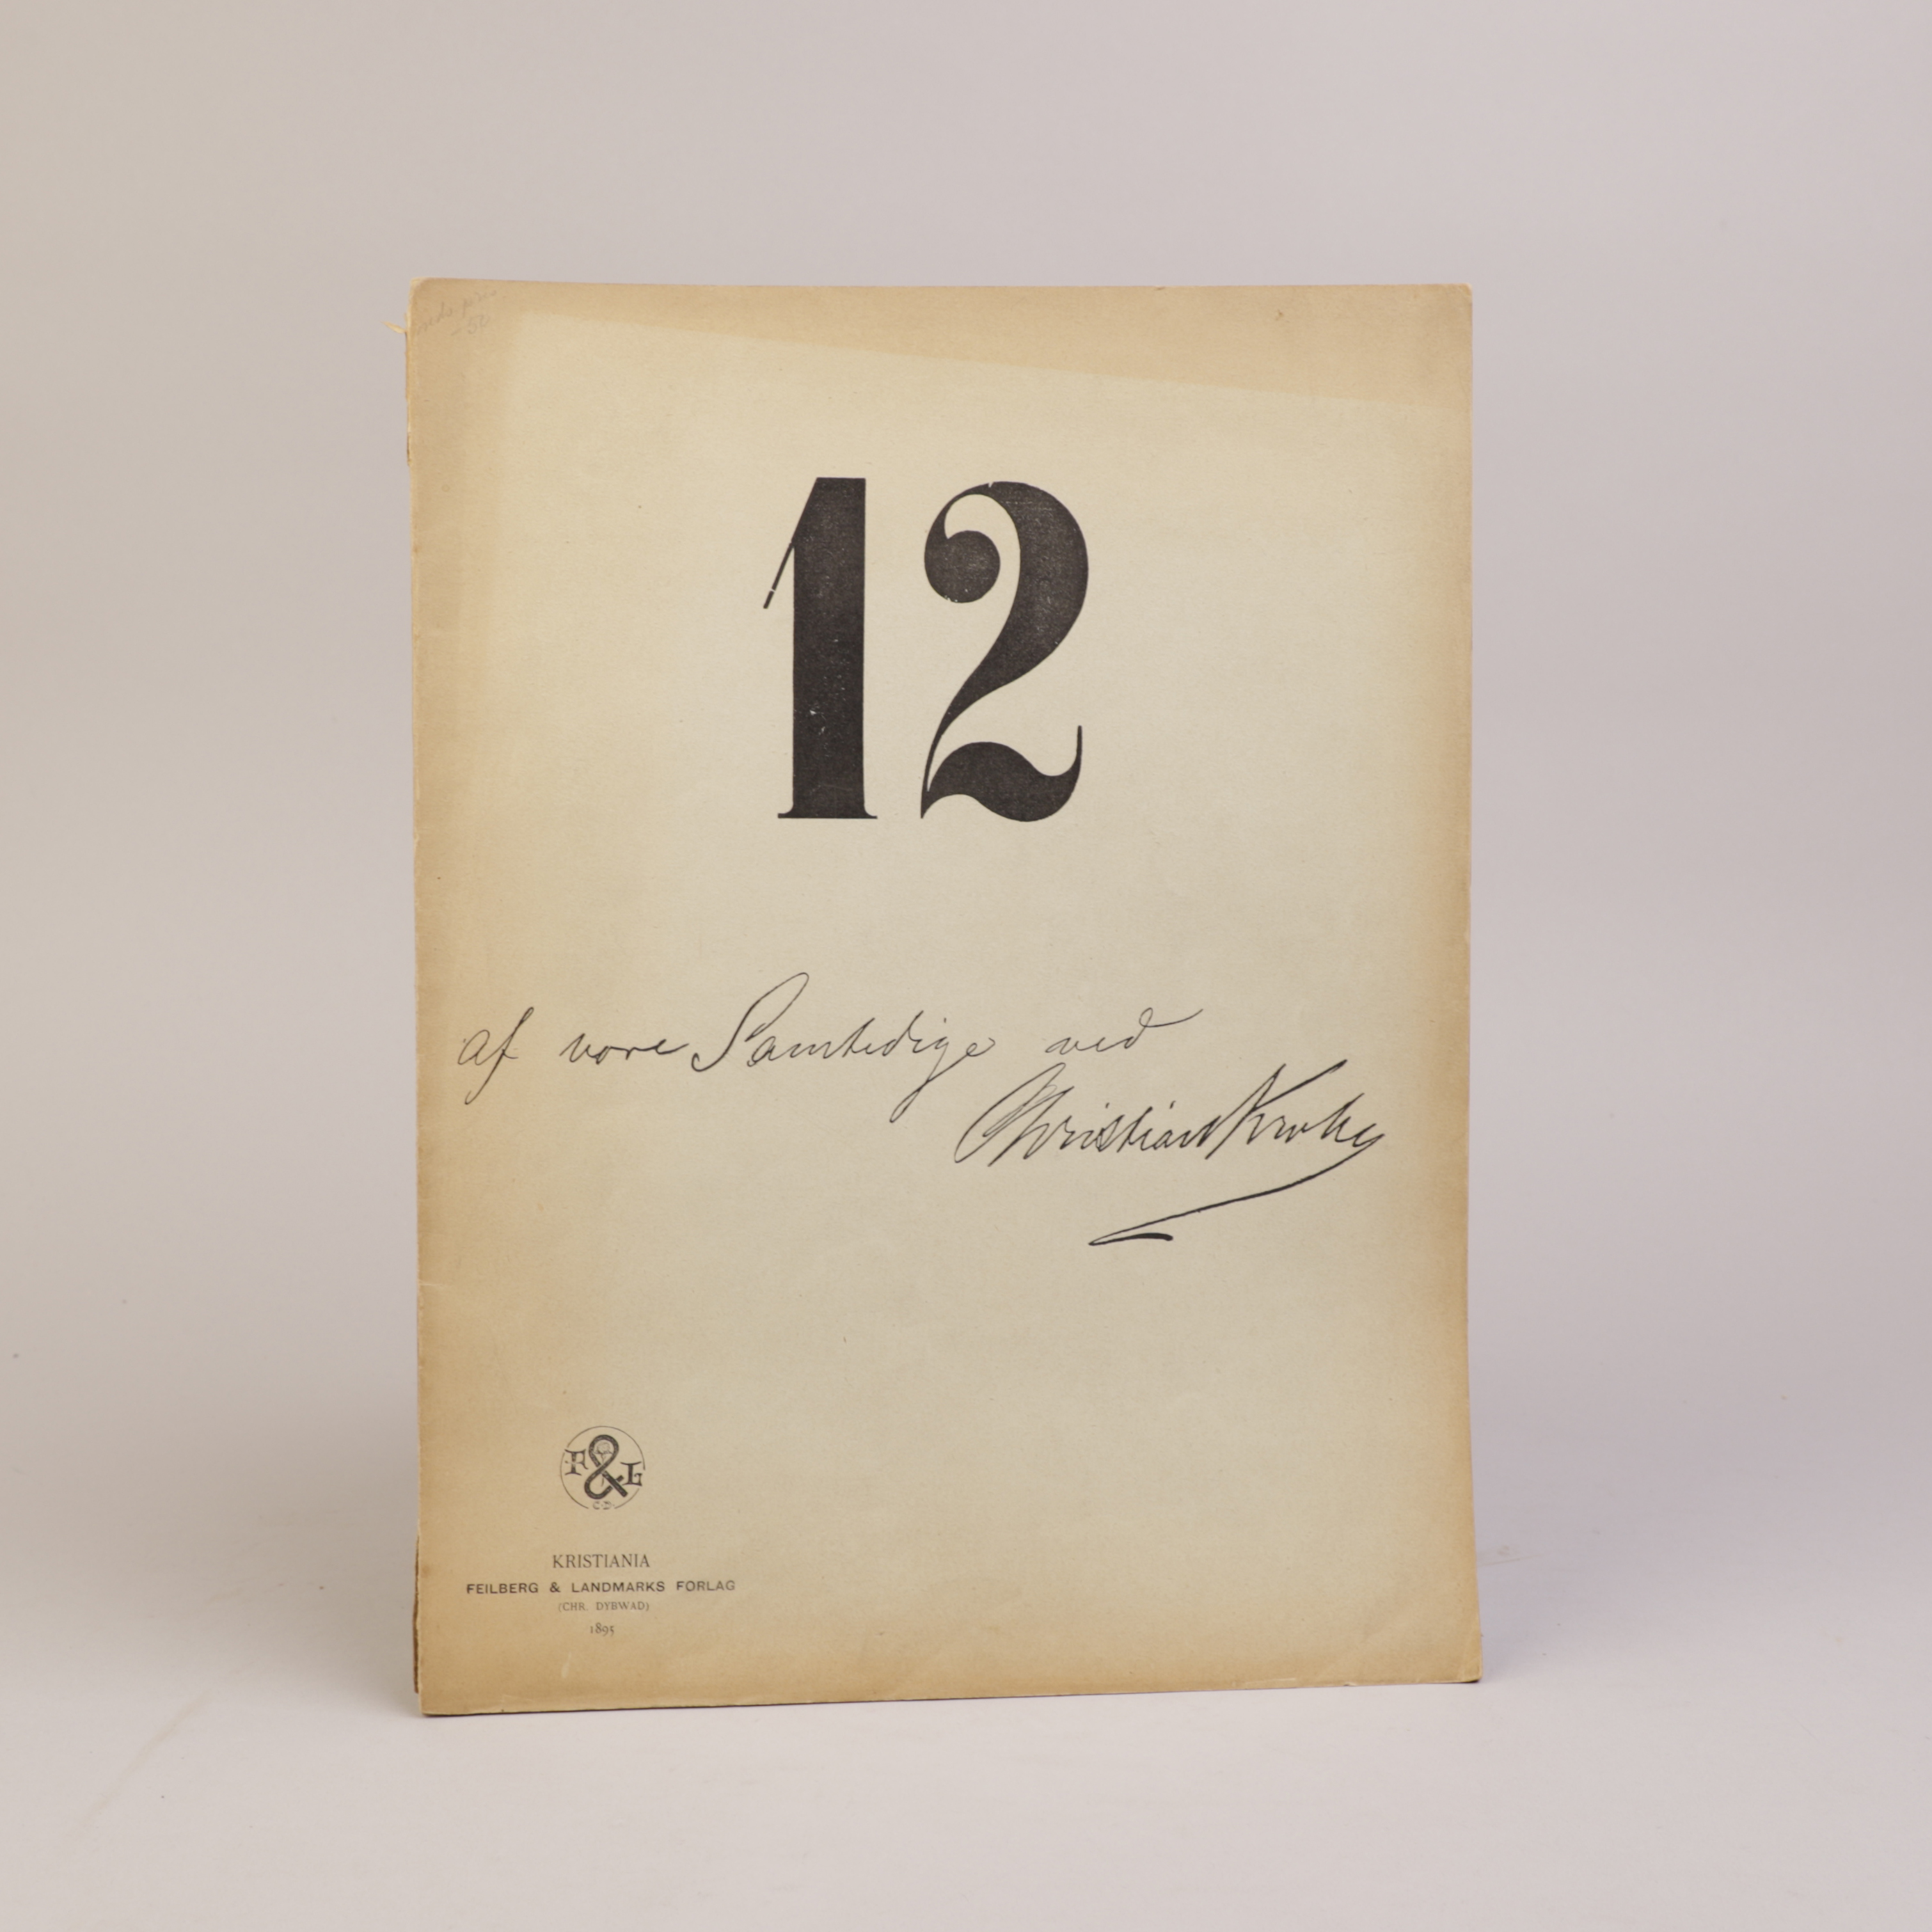 12
af vore Samtidige ved
Christian Krohg
F&L
KRISTIANIA
FEILBERG & LANDMARKS FORLAG
(CHR. DYBWAD)
1895